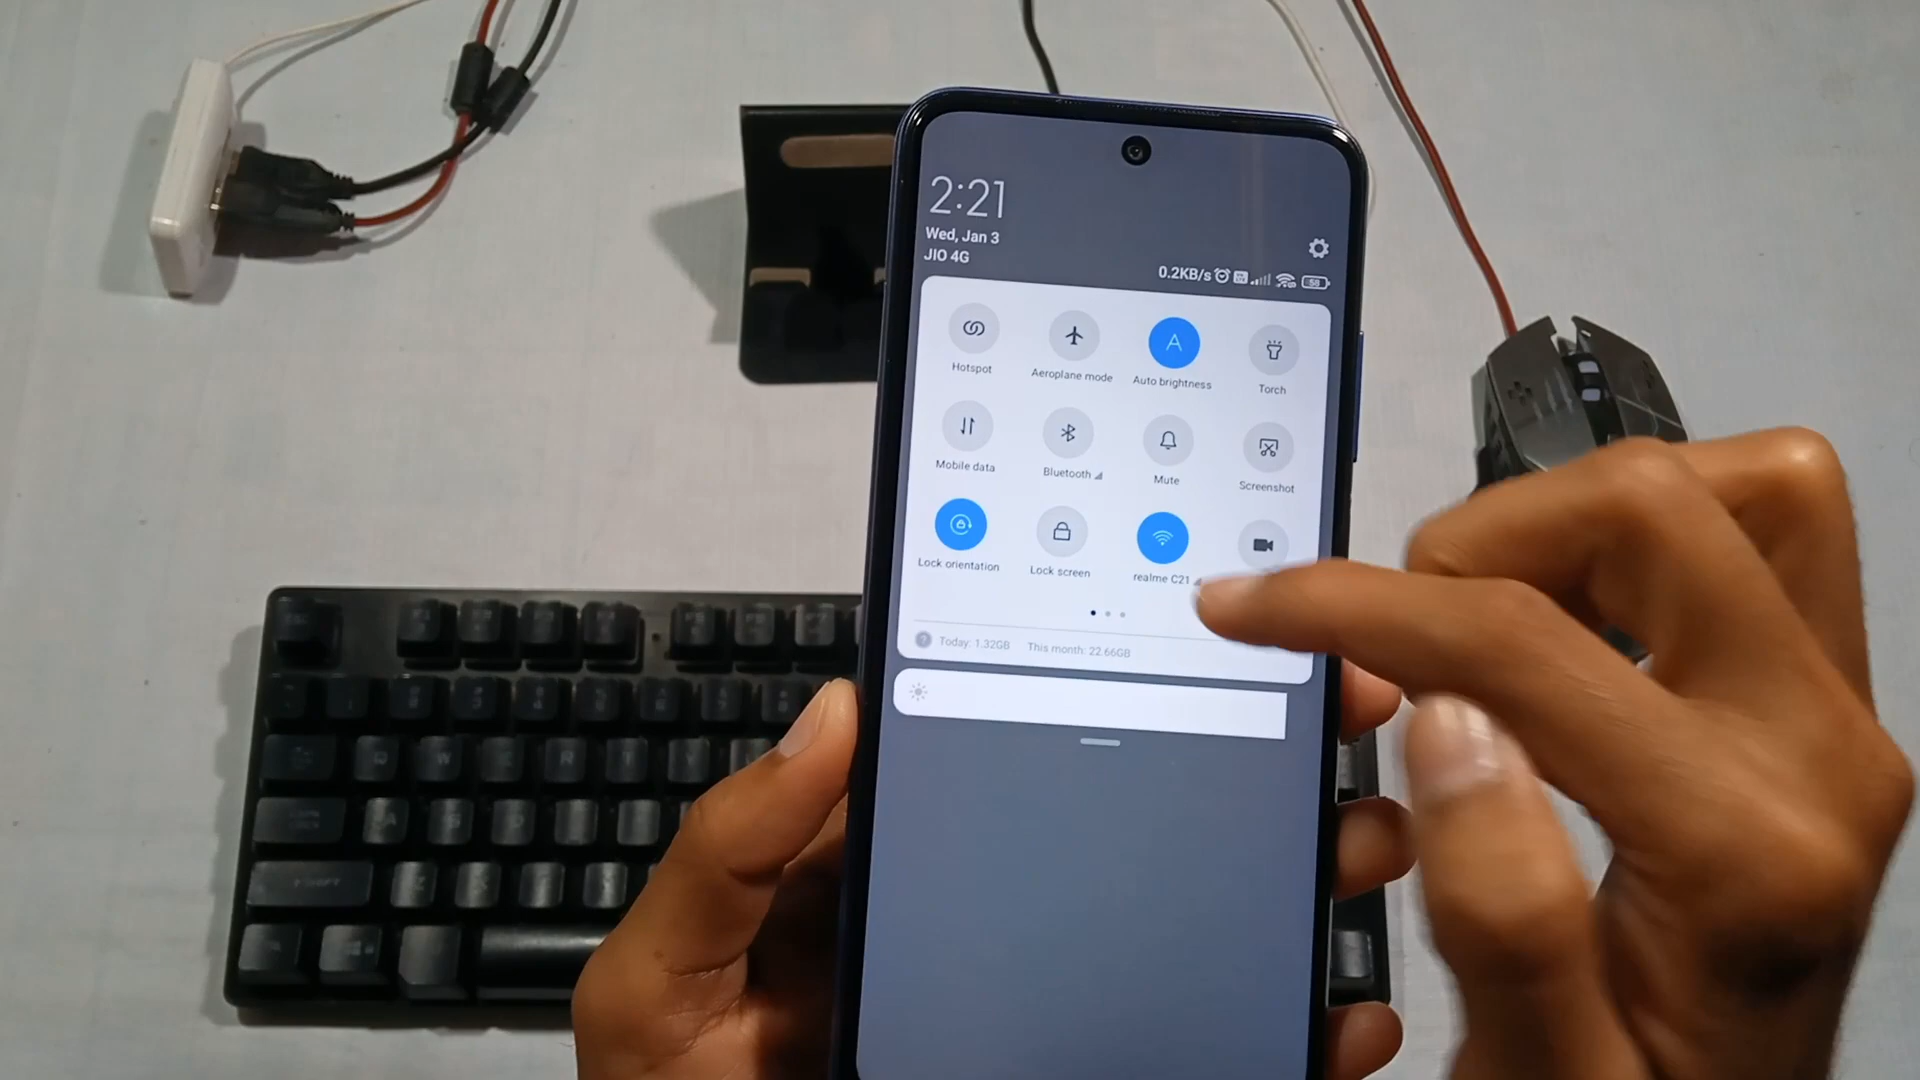 2:21
Wed, Jan 3
JIO 4G
0.2KB/s
58
Hotspot
Aeroplane mode
A
Auto brightness
Torch
Mobile data
Bluetooth
Mute
Screenshot
Lock orientation
Lock screen
realme C21
Today: 1.32GB This month: 22.66GB
Q W E R T Y
A S D F
Z X C V